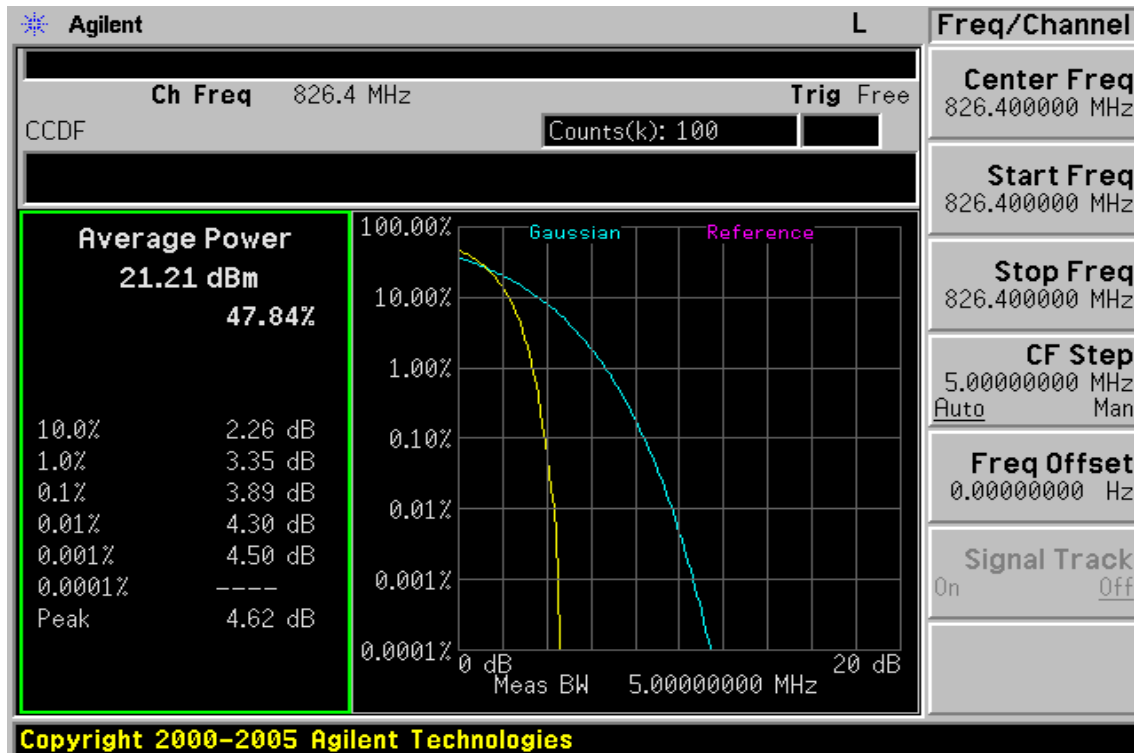 Agilent L
Ch Freq 826.4 MHz Trig Free
CCDF Counts(k): 100
Average Power
21.21 dBm
47.84%
10.0% 2.26 dB
1.0% 3.35 dB
0.1% 3.89 dB
0.01% 4.30 dB
0.001% 4.50 dB
0.0001% ----
Peak 4.62 dB
Gaussian Reference
100.00%
10.00%
1.00%
0.10%
0.01%
0.001%
0.0001%
0 dB 20 dB
Meas BW 5.00000000 MHz
Freq/Channel
Center Freq
826.400000 MHz
Start Freq
826.400000 MHz
Stop Freq
826.400000 MHz
CF Step
5.00000000 MHz
Auto Man
Freq Offset
0.00000000 Hz
Signal Track
On Off
Copyright 2000-2005 Agilent Technologies